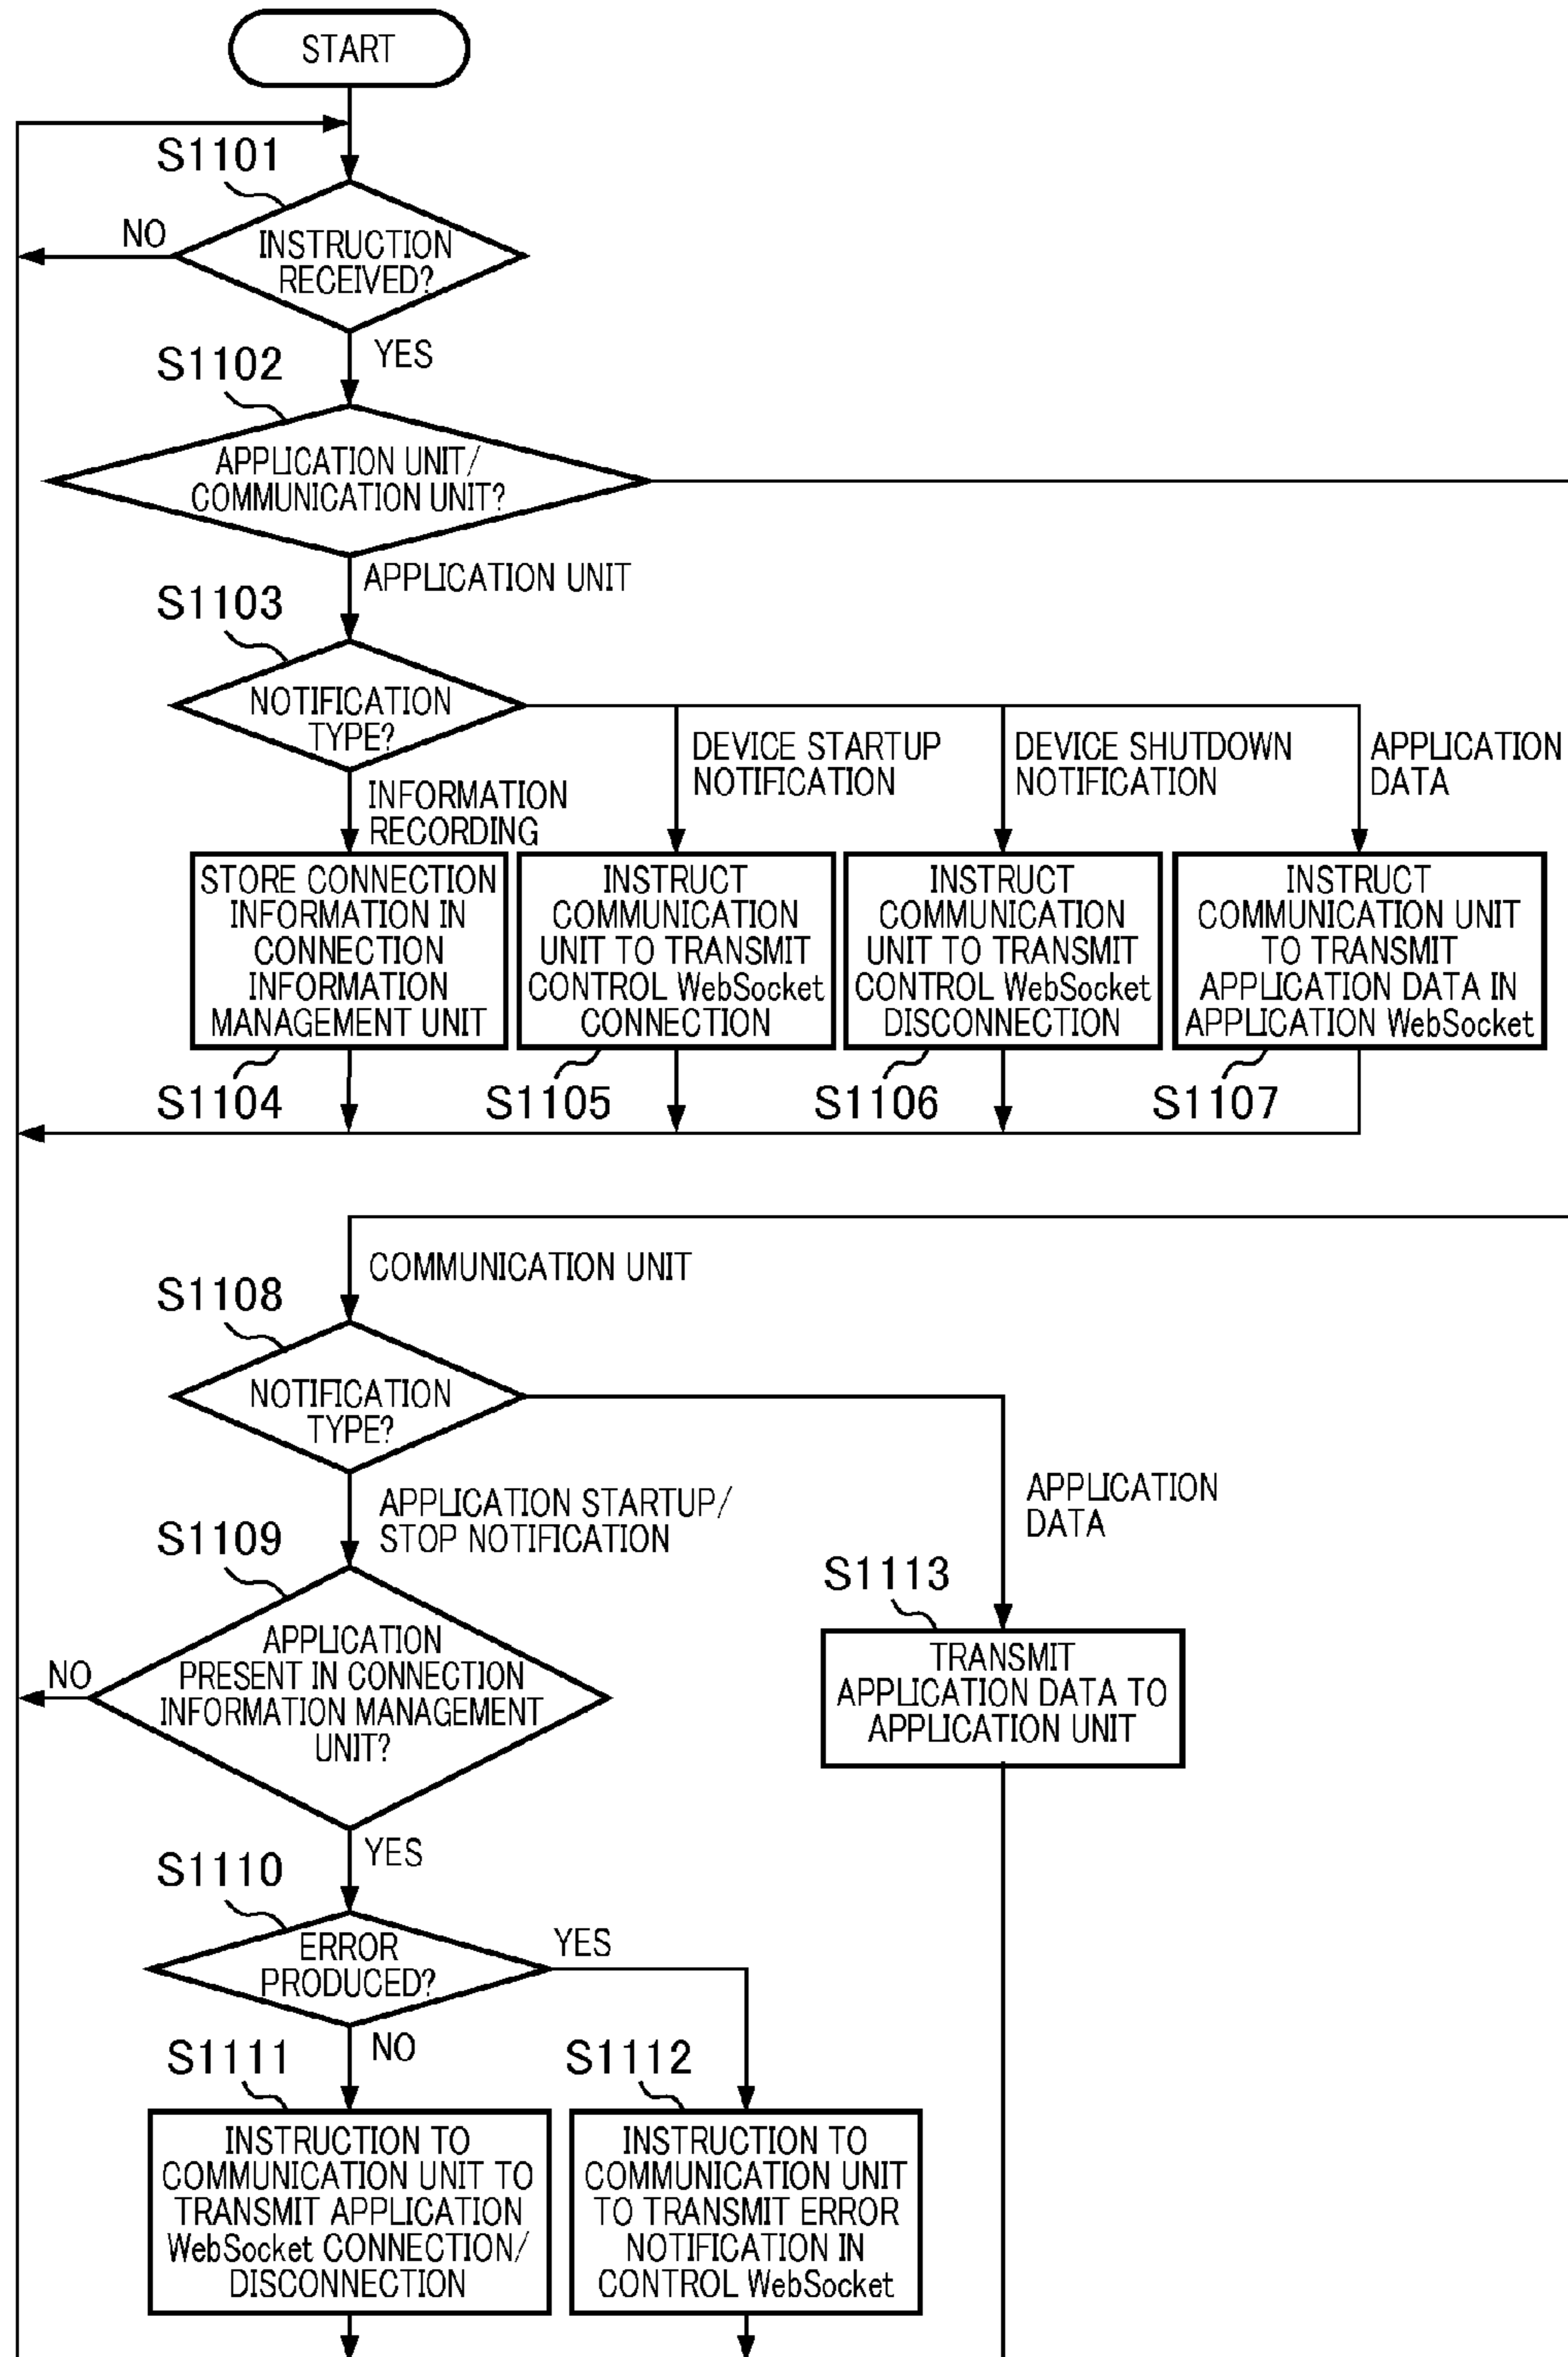 START
S1101
NO
INSTRUCTION
RECEIVED?
YES
S1102
APPLICATION UNIT/
COMMUNICATION UNIT?
APPLICATION UNIT
S1103
NOTIFICATION
TYPE?
INFORMATION
RECORDING
DEVICE STARTUP
NOTIFICATION
DEVICE SHUTDOWN
NOTIFICATION
APPLICATION
DATA
STORE CONNECTION
INFORMATION IN
CONNECTION
INFORMATION
MANAGEMENT UNIT
INSTRUCT
COMMUNICATION
UNIT TO TRANSMIT
CONTROL WebSocket
CONNECTION
INSTRUCT
COMMUNICATION
UNIT TO TRANSMIT
CONTROL WebSocket
DISCONNECTION
INSTRUCT
COMMUNICATION UNIT
TO TRANSMIT
APPLICATION DATA IN
APPLICATION WebSocket
S1104
S1105
S1106
S1107
COMMUNICATION UNIT
S1108
NOTIFICATION
TYPE?
APPLICATION STARTUP/
STOP NOTIFICATION
APPLICATION
DATA
S1109
APPLICATION
PRESENT IN CONNECTION
INFORMATION MANAGEMENT
UNIT?
NO
S1113
TRANSMIT
APPLICATION DATA TO
APPLICATION UNIT
YES
S1110
ERROR
PRODUCED?
YES
NO
S1111
INSTRUCTION TO
COMMUNICATION UNIT TO
TRANSMIT APPLICATION
WebSocket CONNECTION/
DISCONNECTION
S1112
INSTRUCTION TO
COMMUNICATION UNIT
TO TRANSMIT ERROR
NOTIFICATION IN
CONTROL WebSocket